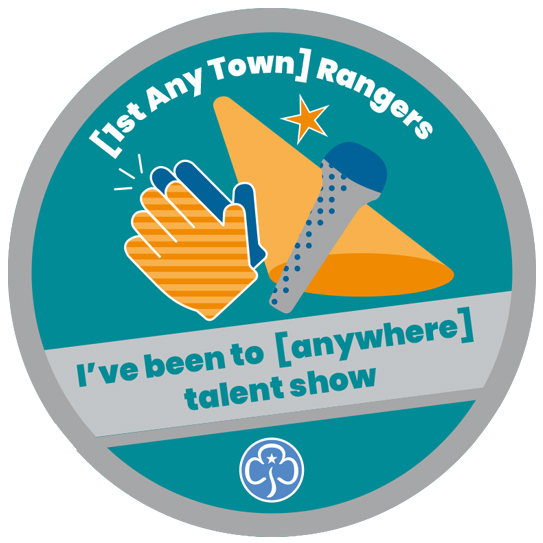 [1st Any Town] Rangers
I’ve been to [anywhere]
talent show